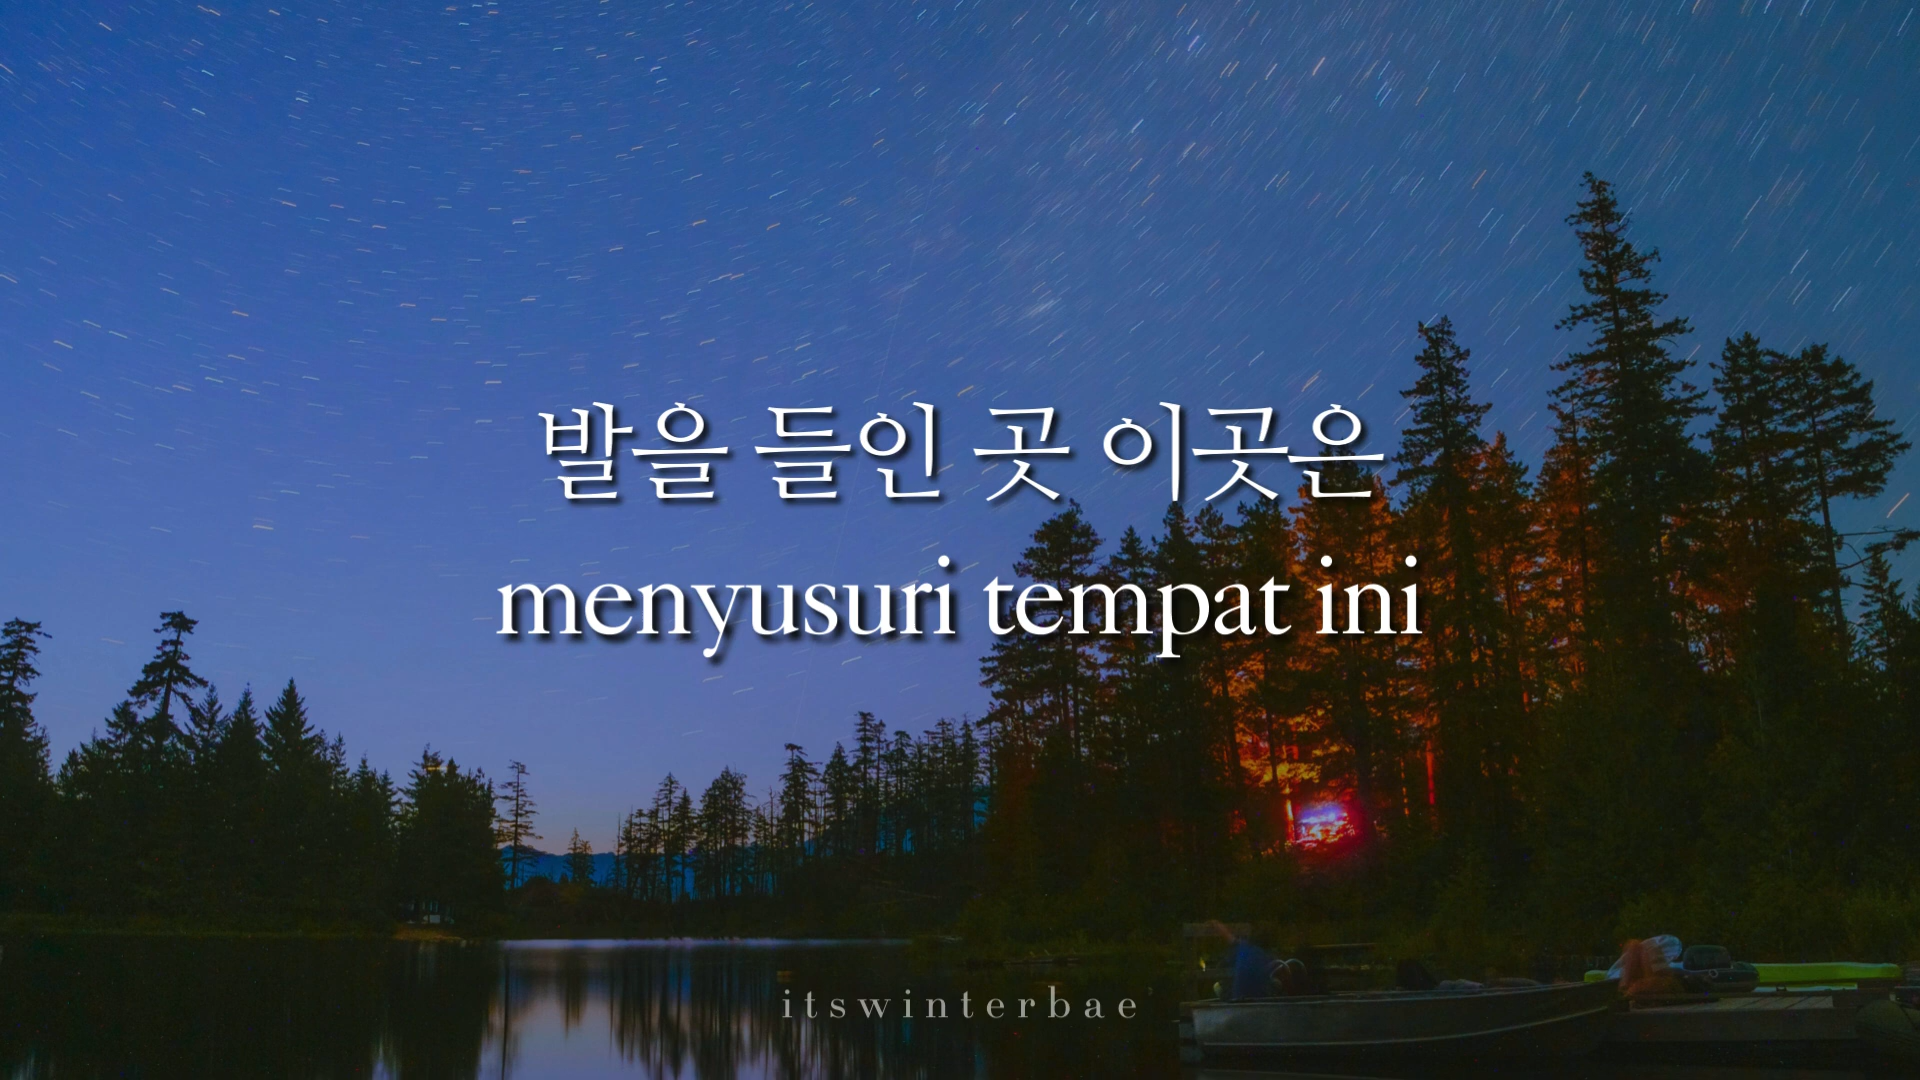 발을 들인 곳 이곳은
menyusuri tempat ini
itswinterbae